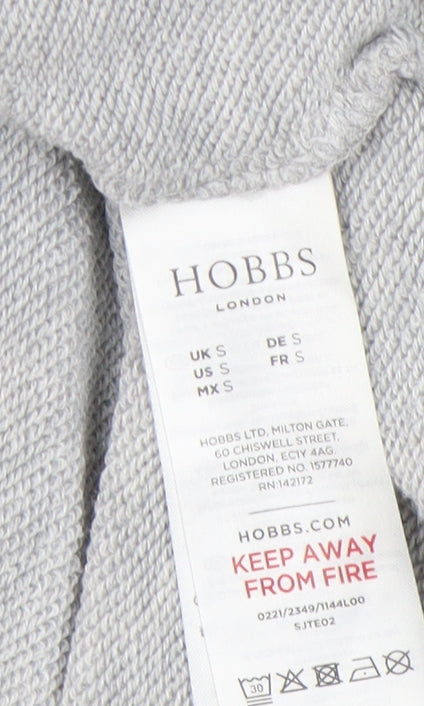 HOBBS
LONDON
UK S DE S
US S FR S
MX S
HOBBS LTD, MILTON GATE,
60 CHISWELL STREET,
LONDON, EC1Y 4AG.
REGISTERED NO. 1577740
RN:142172
HOBBS.COM
KEEP AWAY
FROM FIRE
0221/2349/1144L00
SJTE02
30